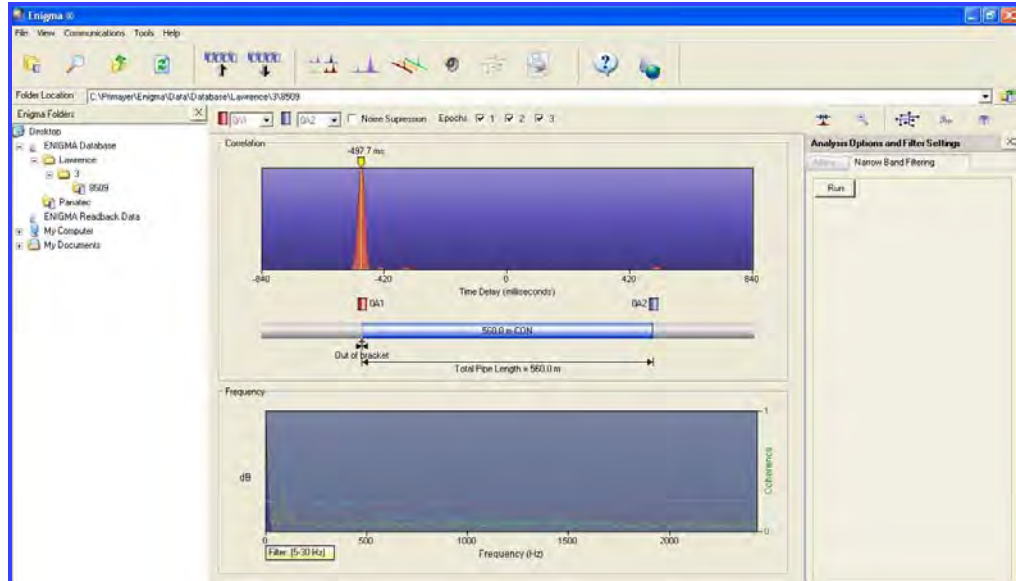 Enigma ®
File View Communications Tools Help
Folder Location C:\Primayer\Enigma\Data\Database\Lawrence\3\8509
Enigma Folders
Desktop
ENIGMA Database
Lawrence
3
8509
Panatec
ENIGMA Readback Data
My Computer
My Documents
0A1 0A2 Noise Supression Epochs 1 2 3
Correlation
-497.7 ms
-840 -420 0 420 840
Time Delay (milliseconds)
0A1 0A2
560.0 m CON
Out of bracket
Total Pipe Length = 560.0 m
Frequency
dB
1
Coherence
0
0 500 1000 1500 2000
Filter: (5-30 Hz)
Frequency (Hz)
Analysis Options and Filter Settings
Narrow Band Filtering
Run